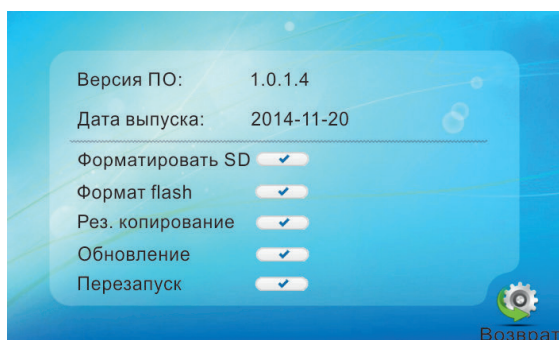 Версия ПО: 1.0.1.4
Дата выпуска: 2014-11-20
Форматировать SD
Формат flash
Рез. копирование
Обновление
Перезапуск
Возврат